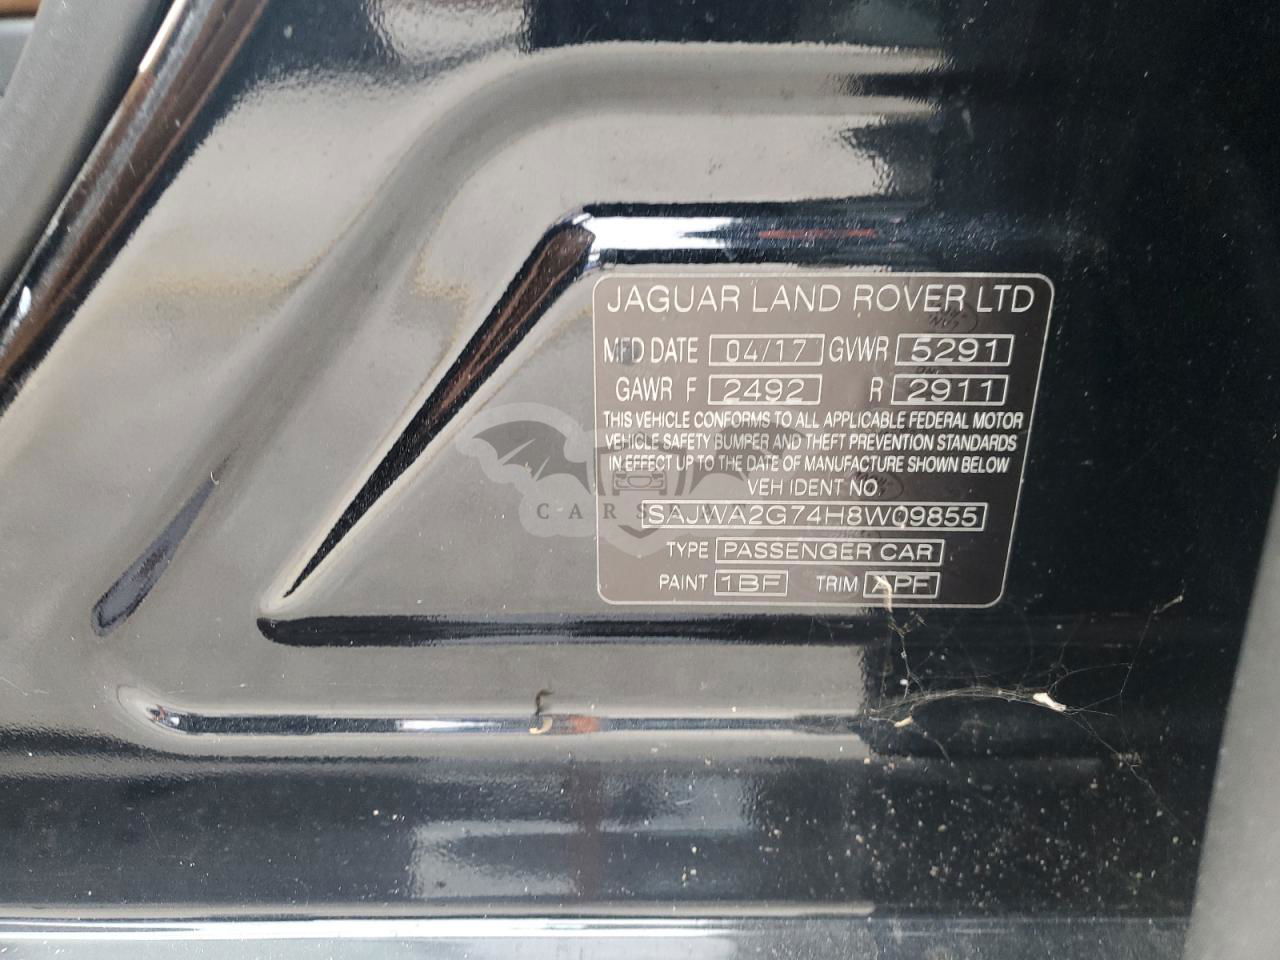 JAGUAR LAND ROVER LTD
MFD DATE 04/17 GVWR 5291
GAWR F 2492 R 2911
THIS VEHICLE CONFORMS TO ALL APPLICABLE FEDERAL MOTOR
VEHICLE SAFETY BUMPER AND THEFT PREVENTION STANDARDS
IN EFFECT UP TO THE DATE OF MANUFACTURE SHOWN BELOW
VEH IDENT NO.
SAJWA2G74H8W09855
TYPE PASSENGER CAR
PAINT 1BF TRIM APF